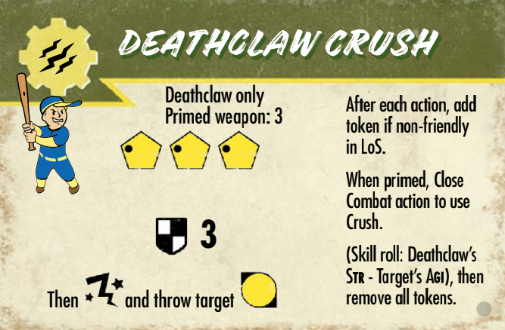 DEATHCLAW CRUSH
Deathclaw only
Primed weapon: 3
3
Then and throw target
After each action, add
token if non-friendly
in LoS.
When primed, Close
Combat action to use
Crush.
(Skill roll: Deathclaw's
STR - Target's AGI), then
remove all tokens.